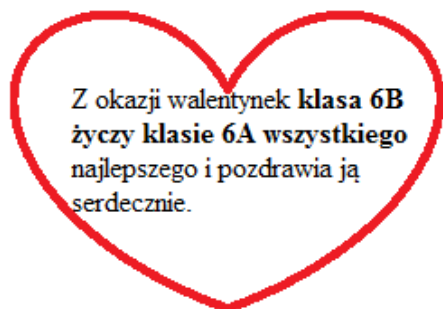 Z okazji walentynek klasa 6B
życzy klasie 6A wszystkiego
najlepszego i pozdrawia ją
serdecznie.